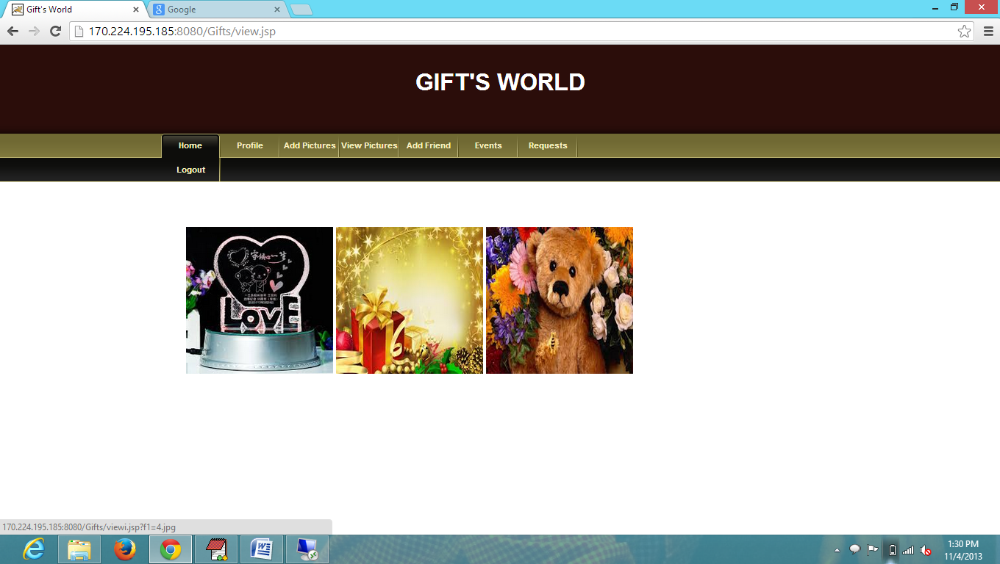 Gift's World
Google
170.224.195.185:8080/Gifts/view.jsp
GIFT'S WORLD
Home Profile Add Pictures View Pictures Add Friend Events Requests
Logout
LOVE
6
170.224.195.185:8080/Gifts/viewi.jsp?f1=4.jpg
1:30 PM
11/4/2013